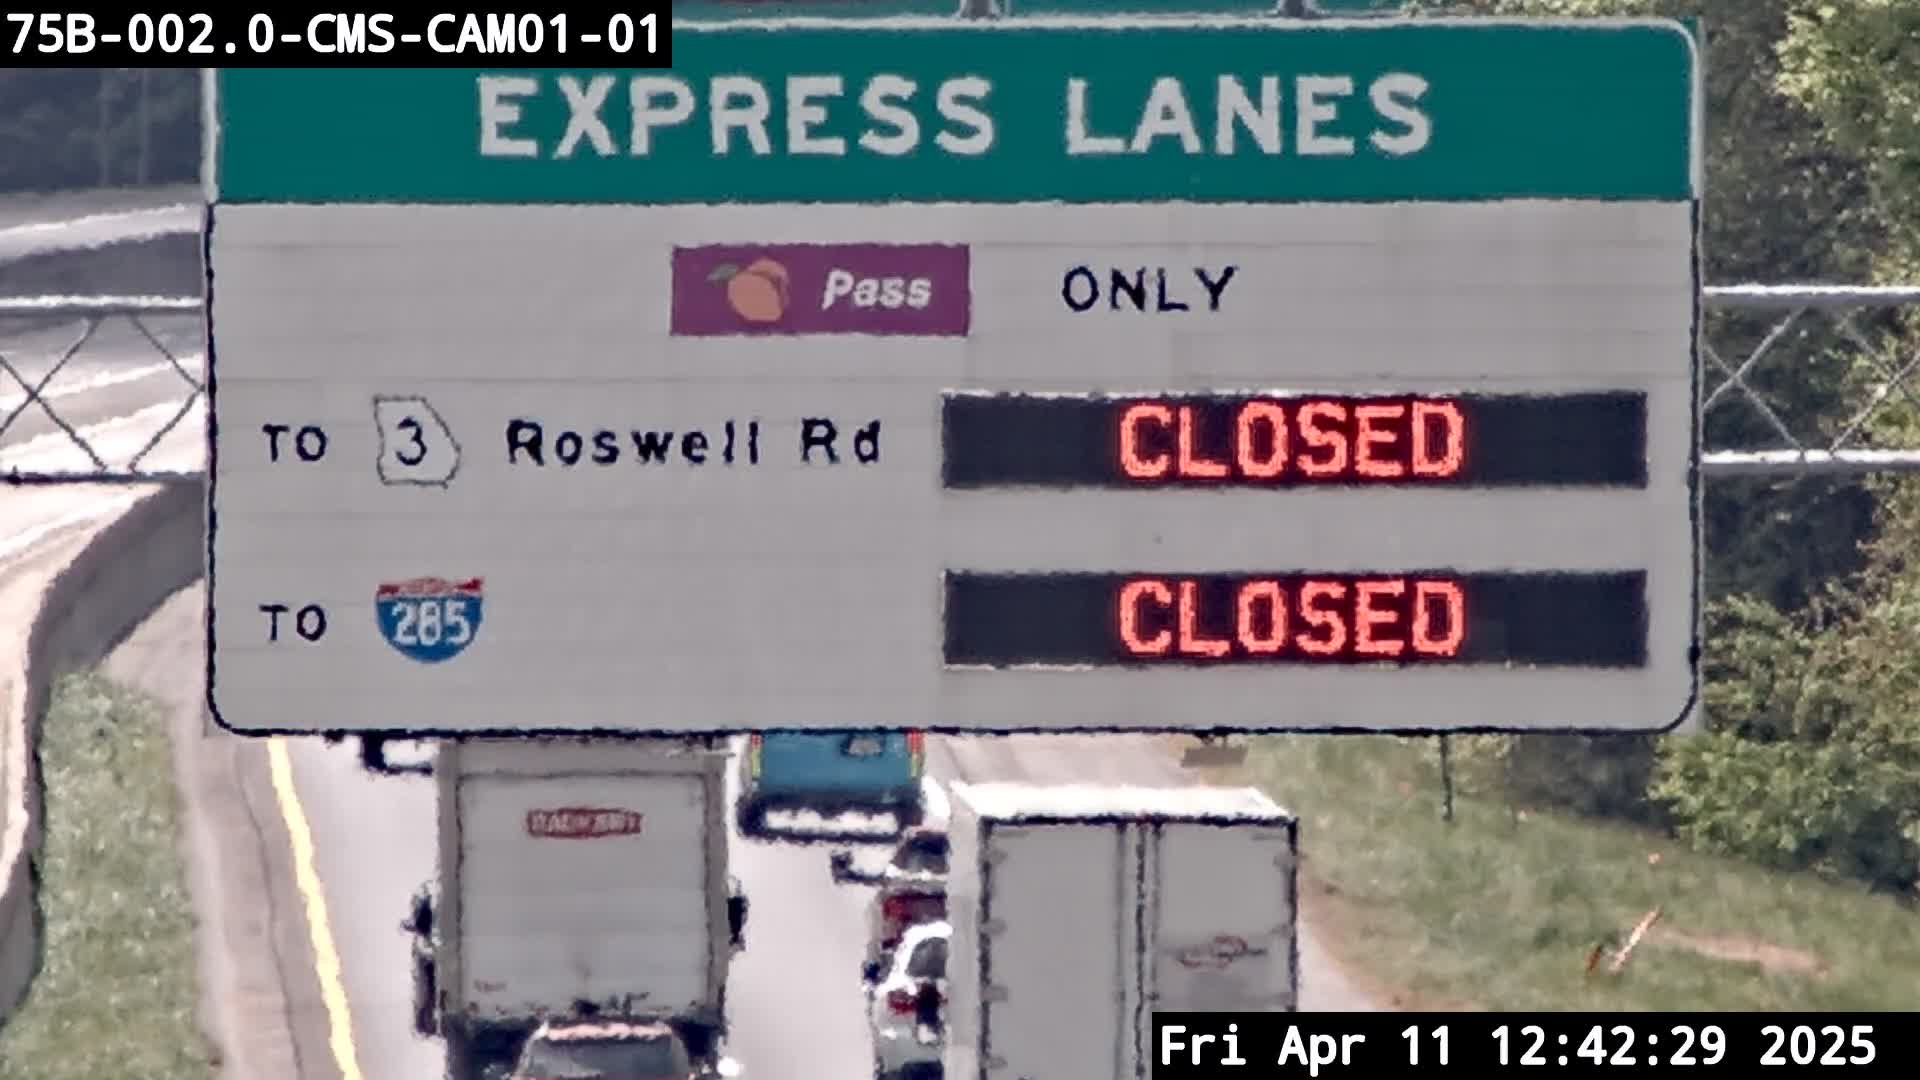 75B-002.0-CMS-CAM01-01
EXPRESS LANES
Pass ONLY
TO 3 Roswell Rd CLOSED
TO 285 CLOSED
Fri Apr 11 12:42:29 2025